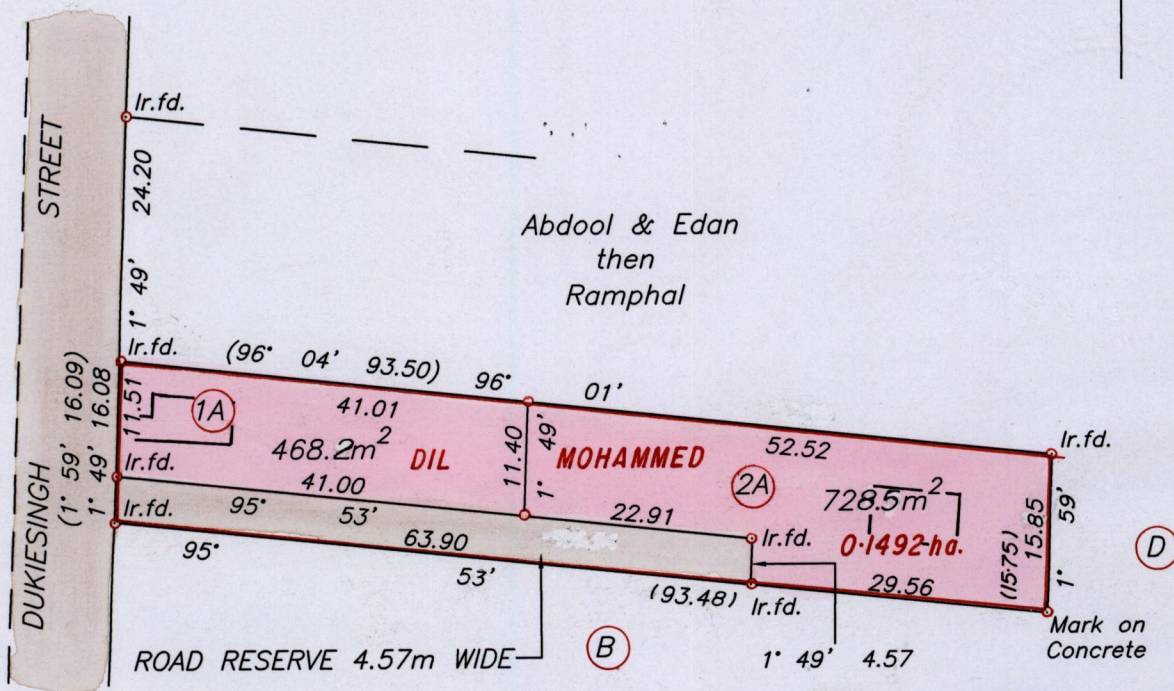 Ir.fd.
24.20
1° 49'
DUKIESINGH STREET
Abdool & Edan
then
Ramphal
Ir.fd.
(96° 04' 93.50)
96° 01'
(1° 59' 16.09)
1° 49' 16.08
11.51
1A
41.01
468.2m²
DIL MOHAMMED
11.40
1° 49'
52.52
Ir.fd.
2A
728.5m²
0.1492 ha.
Ir.fd.
41.00
95° 53'
22.91
Ir.fd.
Ir.fd.
95° 53'
63.90
(93.48)
Ir.fd.
29.56
(15.75)
15.85
1° 59'
D
Mark on
Concrete
ROAD RESERVE 4.57m WIDE
B
1° 49' 4.57